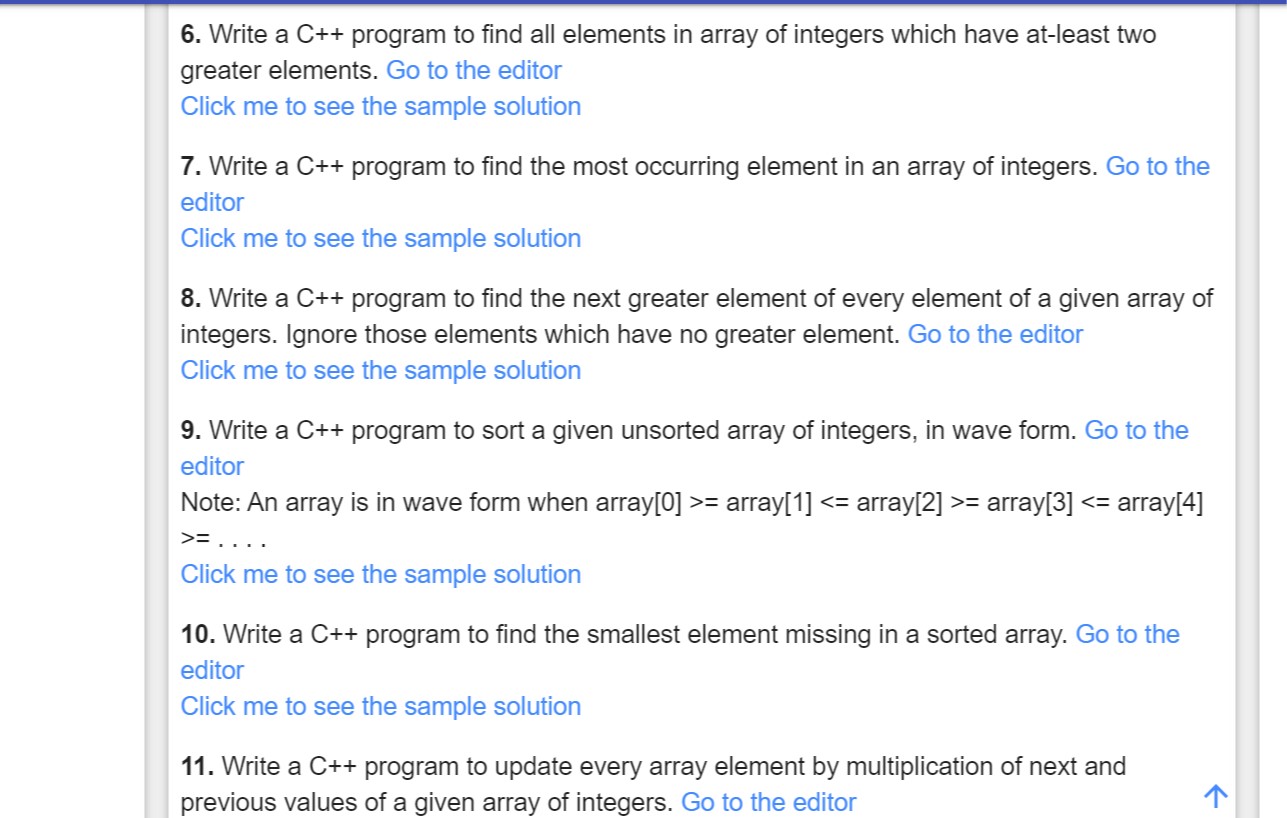 6. Write a C++ program to find all elements in array of integers which have at-least two
greater elements. Go to the editor
Click me to see the sample solution
7. Write a C++ program to find the most occurring element in an array of integers. Go to the
editor
Click me to see the sample solution
8. Write a C++ program to find the next greater element of every element of a given array of
integers. Ignore those elements which have no greater element. Go to the editor
Click me to see the sample solution
9. Write a C++ program to sort a given unsorted array of integers, in wave form. Go to the
editor
Note: An array is in wave form when array[0] >= array[1] <= array[2] >= array[3] <= array[4]
>= . . . .
Click me to see the sample solution
10. Write a C++ program to find the smallest element missing in a sorted array. Go to the
editor
Click me to see the sample solution
11. Write a C++ program to update every array element by multiplication of next and
previous values of a given array of integers. Go to the editor